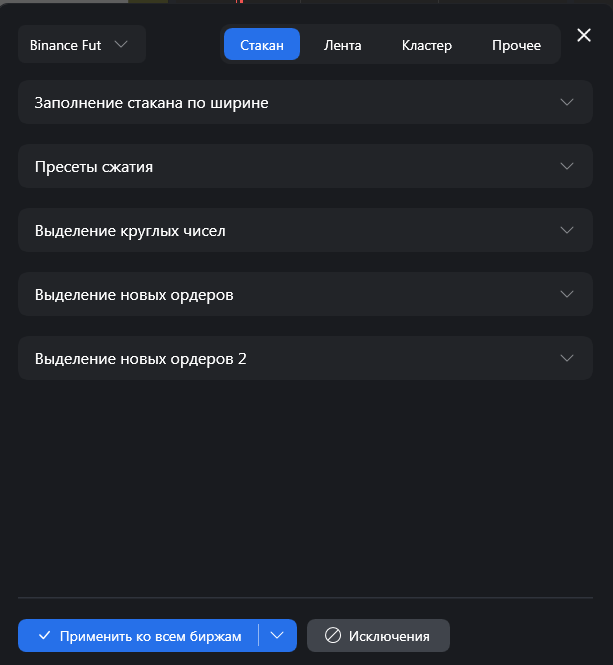 Binance Fut
Стакан
Лента
Кластер
Прочее
Заполнение стакана по ширине
Пресеты сжатия
Выделение круглых чисел
Выделение новых ордеров
Выделение новых ордеров 2
Применить ко всем биржам
Исключения